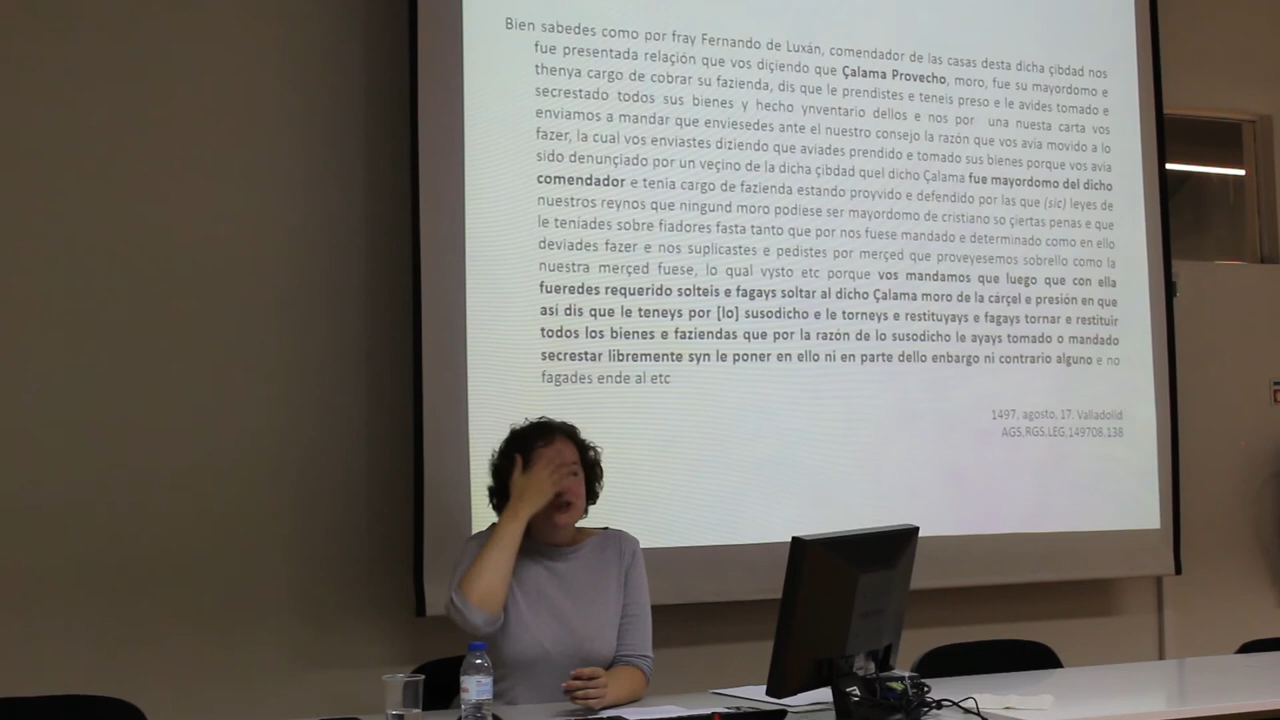 Bien sabedes como por fray Fernando de Luxán, comendador de las casas desta dicha çibdad nos
fue presentada relaçión que vos diçiendo que Çalama Provecho, moro, fue su mayordomo e
thenya cargo de cobrar su fazienda, dis que le prendistes e teneis preso e le avides tomado e
secrestado todos sus bienes y hecho ynventario dellos e nos por una nuesta carta vos
enviamos a mandar que enviesedes ante el nuestro consejo la razón que vos avia movido a lo
fazer, la cual vos enviastes diziendo que aviades prendido e tomado sus bienes porque vos avia
sido denunçiado por un veçino de la dicha çibdad quel dicho Çalama fue mayordomo del dicho
comendador e tenia cargo de fazienda estando proyvido e defendido por las que (sic) leyes de
nuestros reynos que ningund moro podiese ser mayordomo de cristiano so çiertas penas e que
le teníades sobre fiadores fasta tanto que por nos fuese mandado e determinado como en ello
deviades fazer e nos suplicastes e pedistes por merçed que proveyesemos sobrello como la
nuestra merçed fuese, lo qual vysto etc porque vos mandamos que luego que con ella
fueredes requerido solteis e fagays soltar al dicho Çalama moro de la cárçel e presión en que
así dis que le teneys por [lo] susodicho e le torneys e restituyays e fagays tornar e restituir
todos los bienes e faziendas que por la razón de lo susodicho le ayays tomado o mandado
secrestar libremente syn le poner en ello ni en parte dello enbargo ni contrario alguno e no
fagades ende al etc
1497, agosto, 17. Valladolid
AGS,RGS,LEG,149708,138